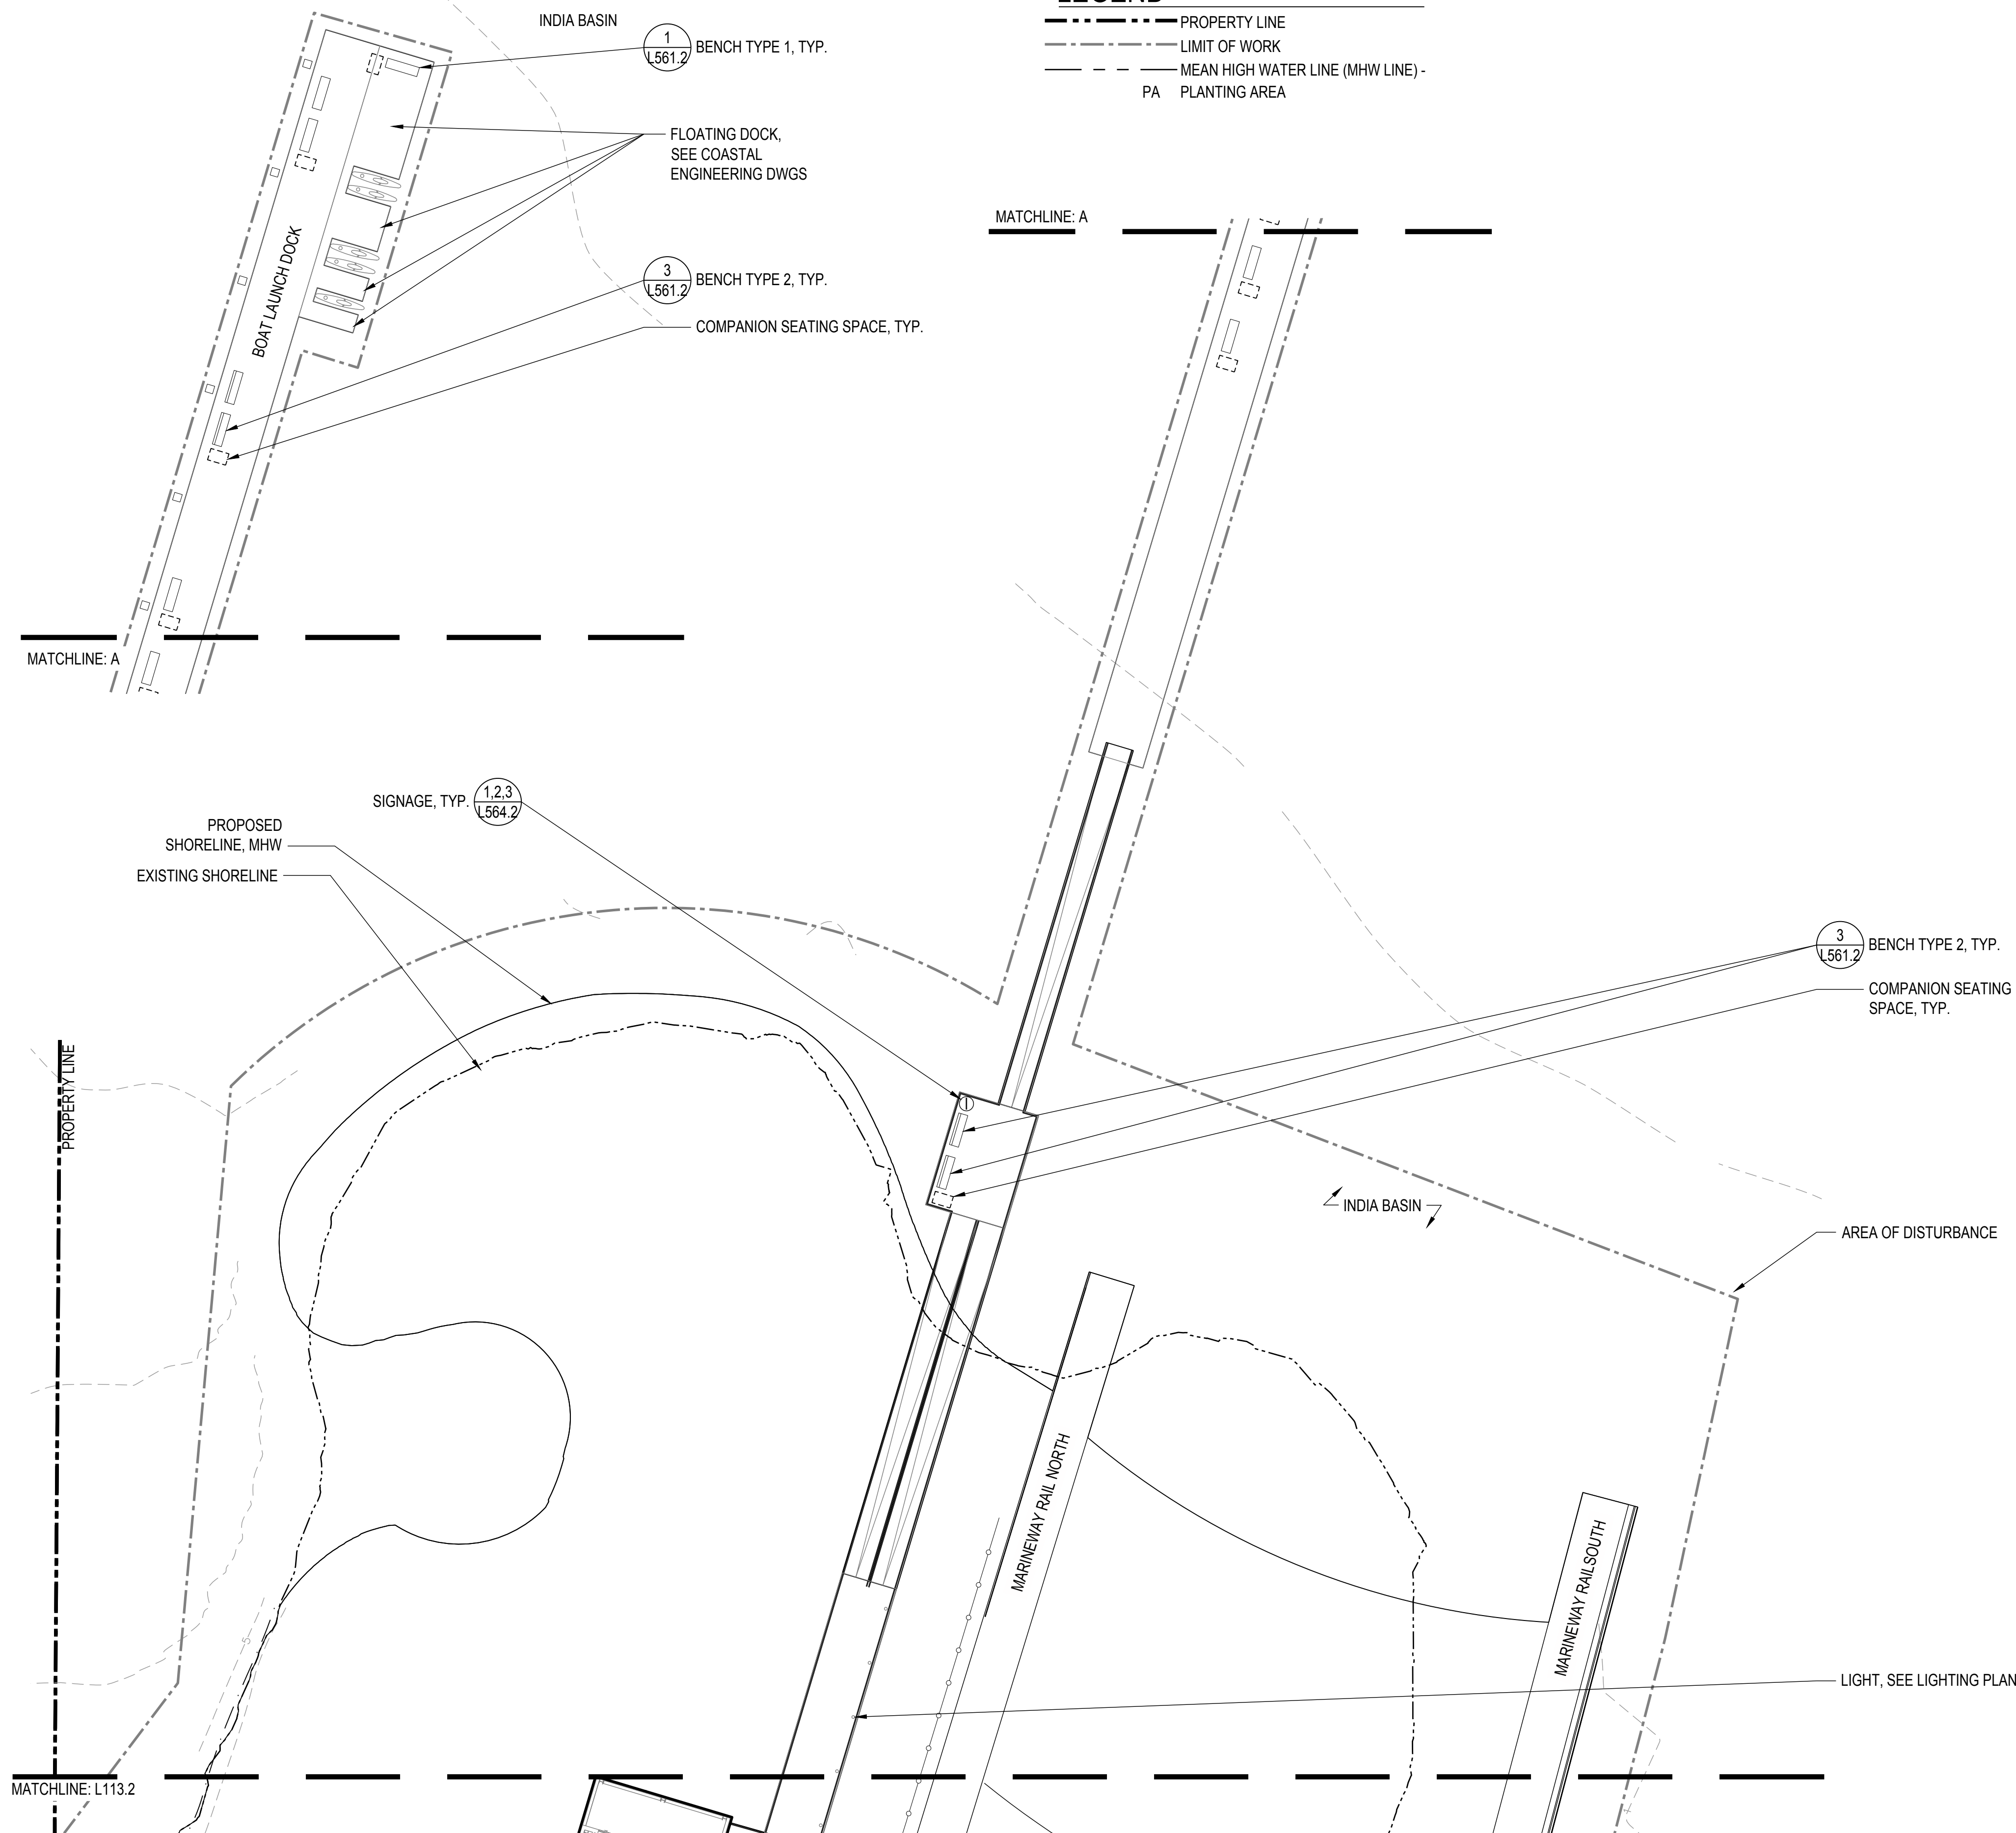 LEGEND
PROPERTY LINE
LIMIT OF WORK
MEAN HIGH WATER LINE (MHW LINE) -
PA PLANTING AREA
INDIA BASIN
1
L561.2
BENCH TYPE 1, TYP.
FLOATING DOCK,
SEE COASTAL
ENGINEERING DWGS
BOAT LAUNCH DOCK
3
L561.2
BENCH TYPE 2, TYP.
COMPANION SEATING SPACE, TYP.
MATCHLINE: A
MATCHLINE: A
SIGNAGE, TYP.
1,2,3
L564.2
PROPOSED
SHORELINE, MHW
EXISTING SHORELINE
PROPERTY LINE
3
L561.2
BENCH TYPE 2, TYP.
COMPANION SEATING
SPACE, TYP.
INDIA BASIN
AREA OF DISTURBANCE
MARINEWAY RAIL NORTH
MARINEWAY RAILSOUTH
LIGHT, SEE LIGHTING PLAN
MATCHLINE: L113.2